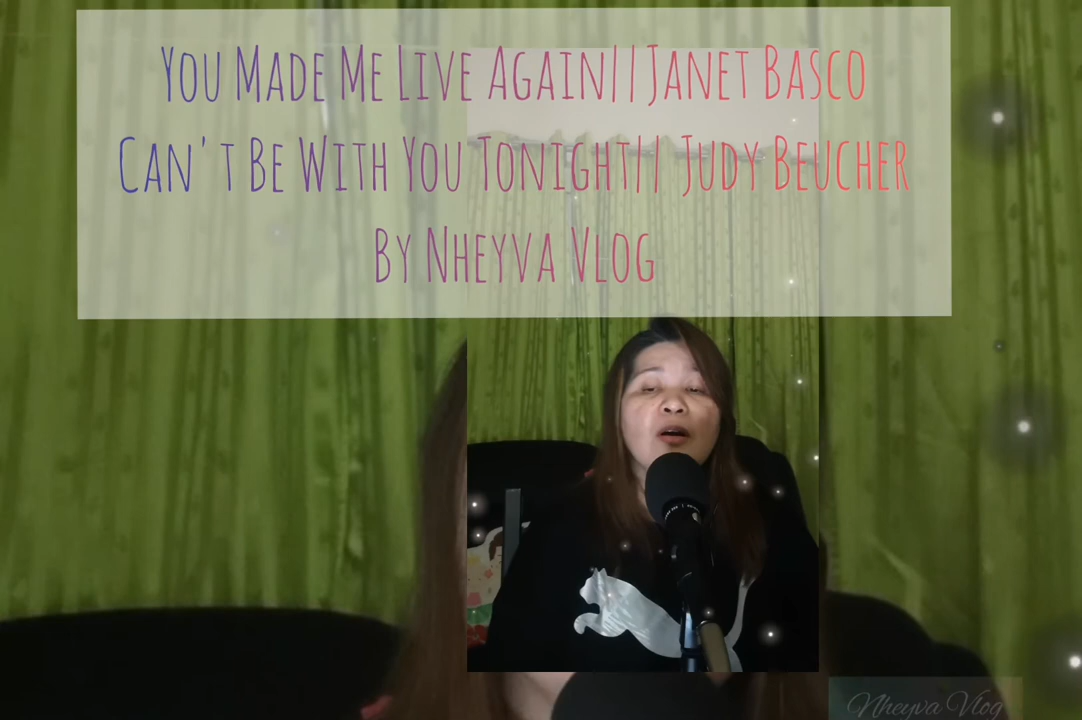 You Made Me Live Again||Janet Basco
Can't Be With You Tonight|| Judy Beucher
By Nheyva Vlog
Nheyva Vlog